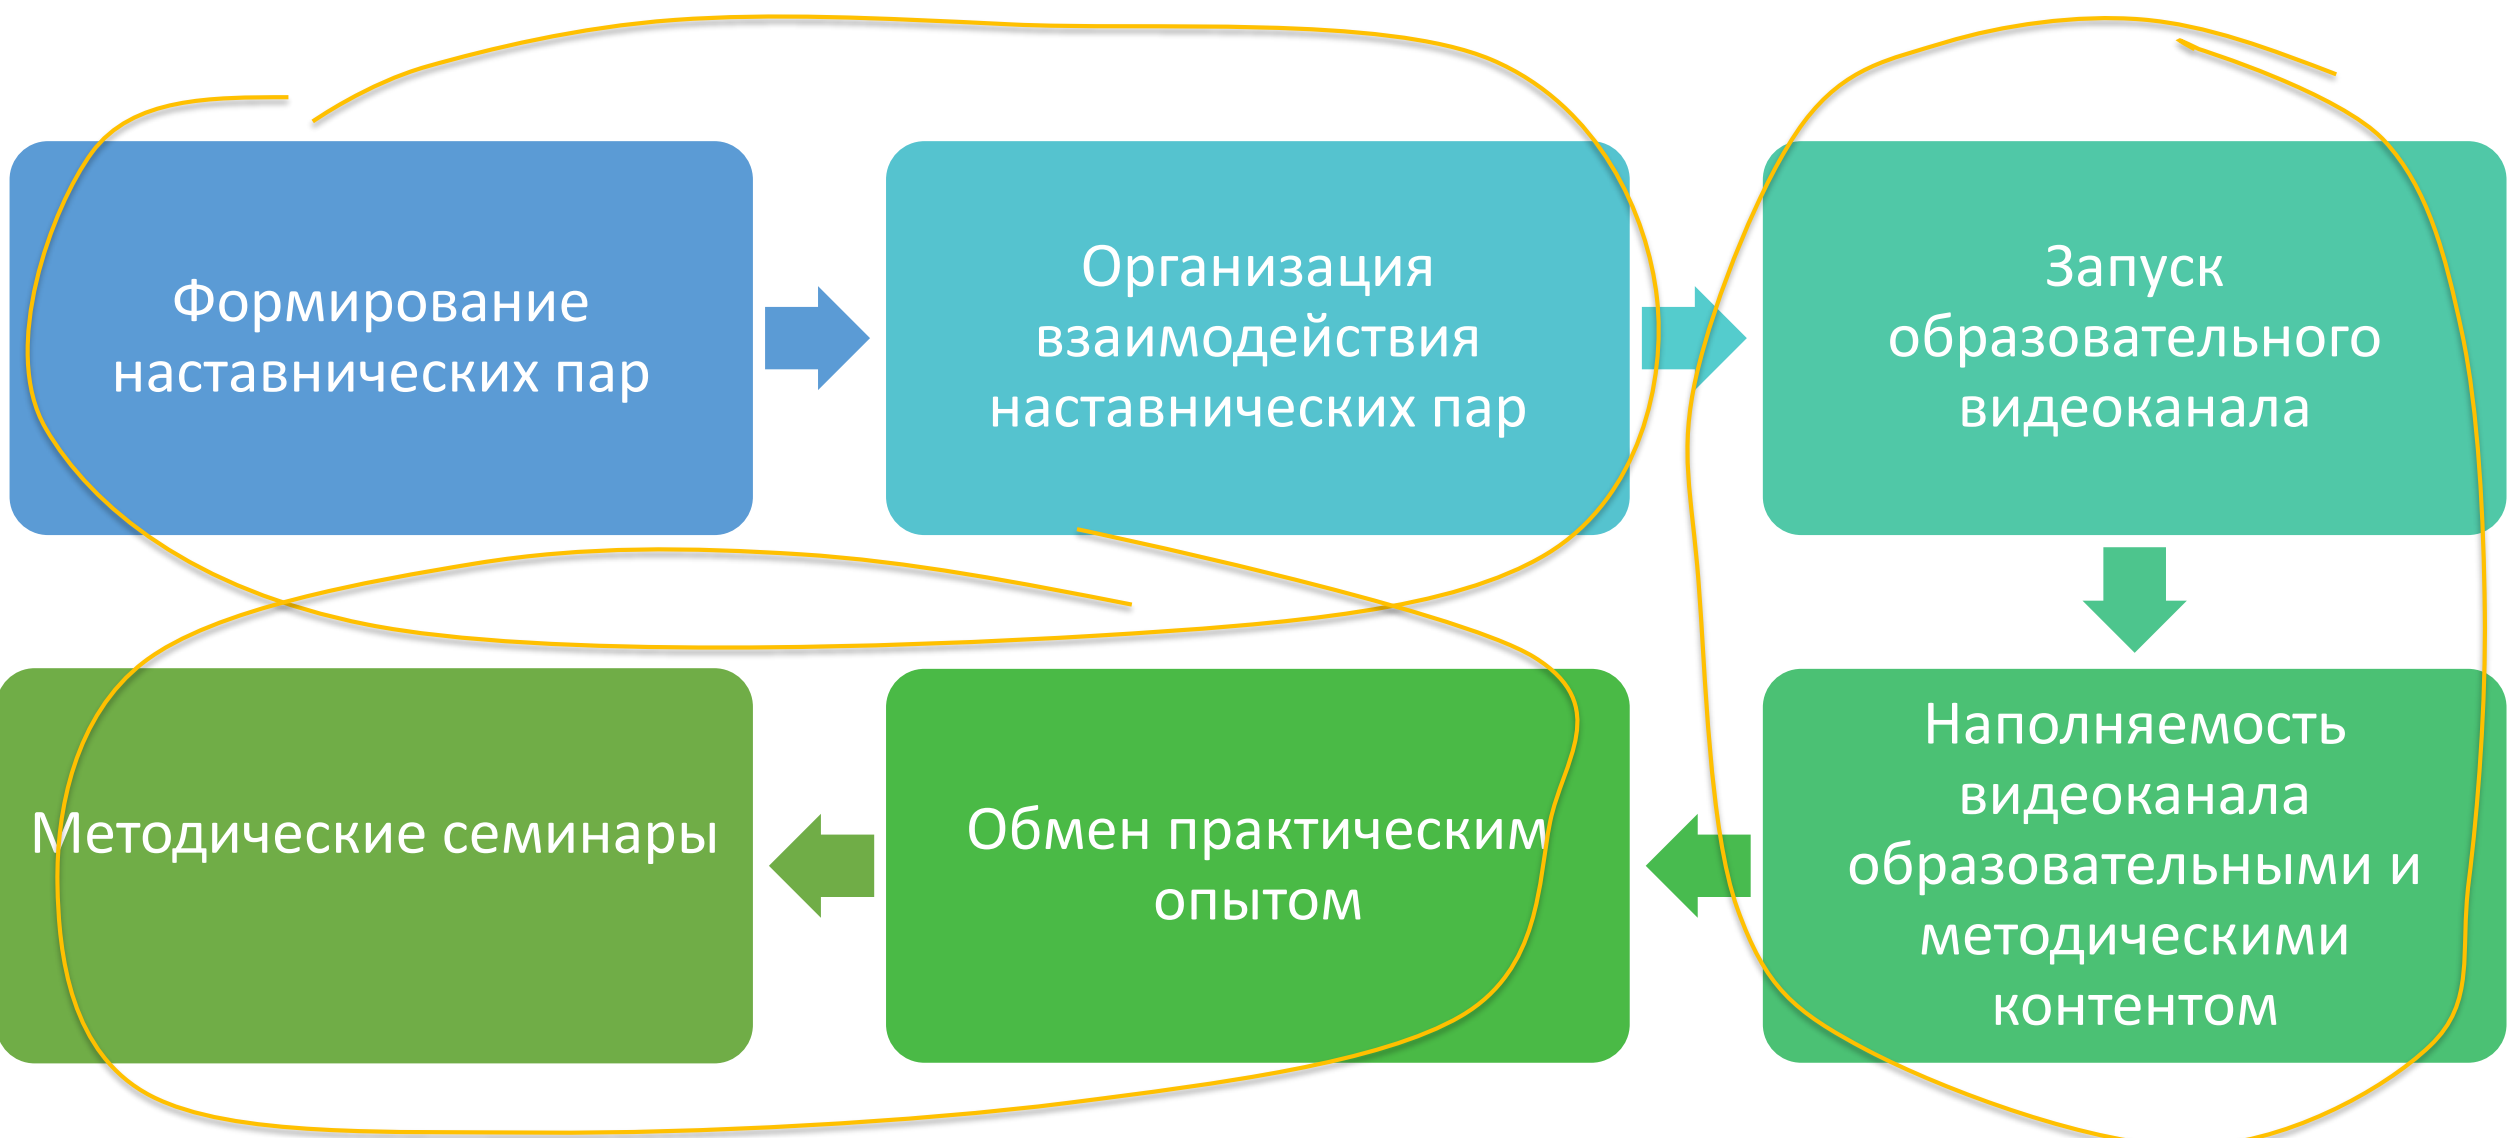 Формирование
наставнических пар
Организация
взаимодействия
наставнических пар
Запуск
образовательного
видеоканала
Наполняемость
видеоканала
образовательными и
методическими
контентом
Обмен практическим
опытом
Методические семинары